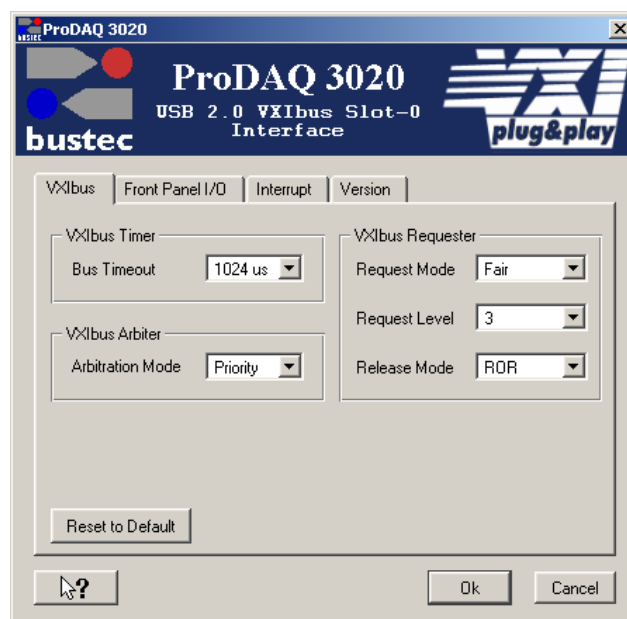 ProDAQ 3020
bustec
ProDAQ 3020
USB 2.0 VXIbus Slot-0
Interface
VXI
plug&play
bustec
VXIbus
Front Panel I/O
Interrupt
Version
VXIbus Timer
Bus Timeout
1024 us
VXIbus Arbiter
Arbitration Mode
Priority
VXIbus Requester
Request Mode
Fair
Request Level
3
Release Mode
ROR
Reset to Default
?
Ok
Cancel